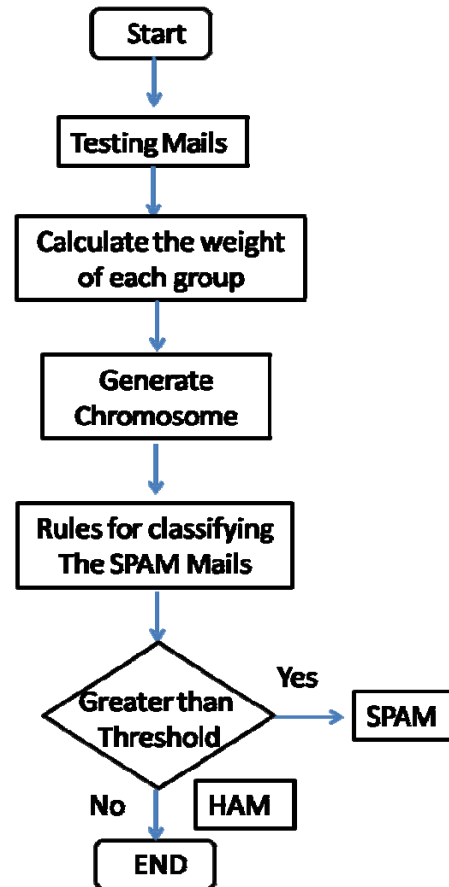 Start
Testing Mails
Calculate the weight
of each group
Generate
Chromosome
Rules for classifying
The SPAM Mails
Greater than
Threshold
Yes
SPAM
No
HAM
END